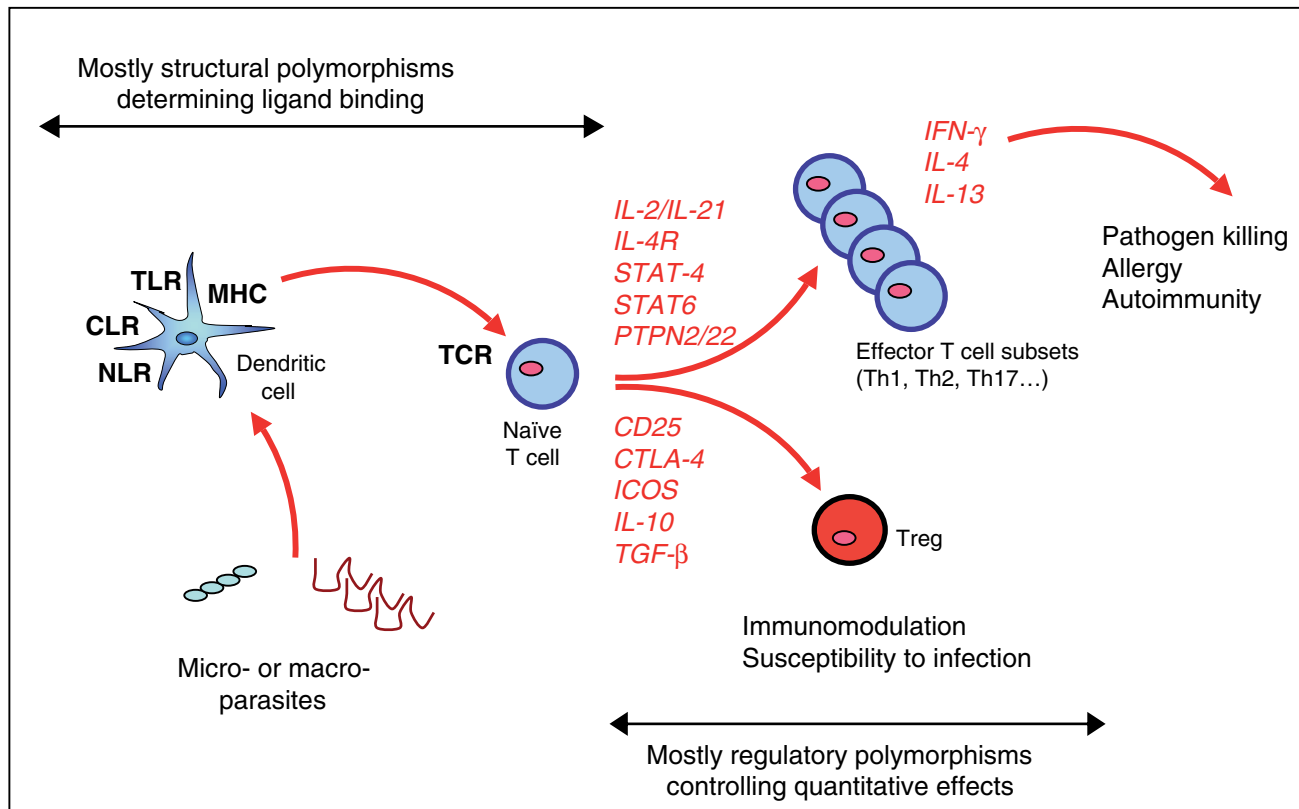 Mostly structural polymorphisms
determining ligand binding
TLR
MHC
CLR
NLR
Dendritic
cell
TCR
Naïve
T cell
Micro- or macro-
parasites
IL-2/IL-21
IL-4R
STAT-4
STAT6
PTPN2/22
CD25
CTLA-4
ICOS
IL-10
TGF-β
IFN-γ
IL-4
IL-13
Pathogen killing
Allergy
Autoimmunity
Effector T cell subsets
(Th1, Th2, Th17…)
Treg
Immunomodulation
Susceptibility to infection
Mostly regulatory polymorphisms
controlling quantitative effects